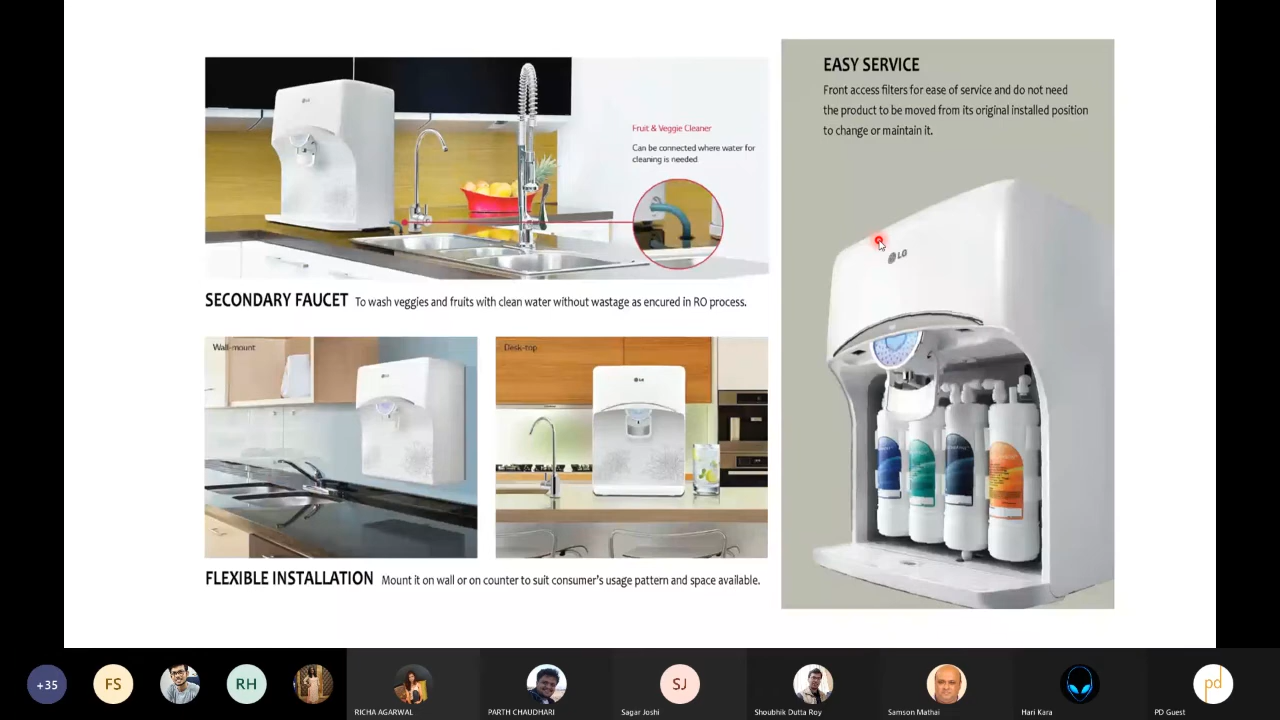 LG
Fruit & Veggie Cleaner
Can be connected where water for
cleaning is needed
SECONDARY FAUCET To wash veggies and fruits with clean water without wastage as encured in RO process.
Wall-mount
LG
Desk-top
LG
FLEXIBLE INSTALLATION Mount it on wall or on counter to suit consumer's usage pattern and space available.
EASY SERVICE
Front access filters for ease of service and do not need
the product to be moved from its original installed position
to change or maintain it.
LG
+35
FS
RH
RICHA AGARWAL
PARTH CHAUDHARI
SJ
Sagar Joshi
Shoubhik Dutta Roy
Samson Mathai
Hari Kara
pd
PD Guest